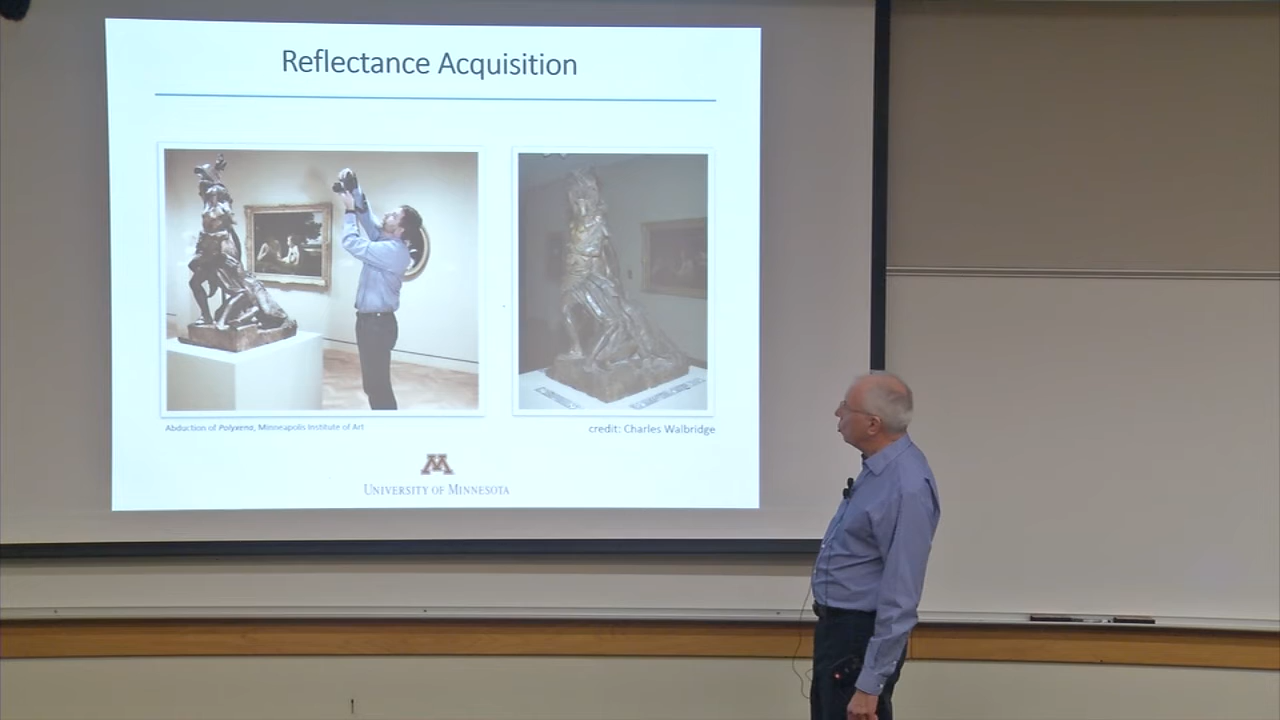 Reflectance Acquisition
Abduction of Polyxena, Minneapolis Institute of Art
credit: Charles Walbridge
M
UNIVERSITY OF MINNESOTA